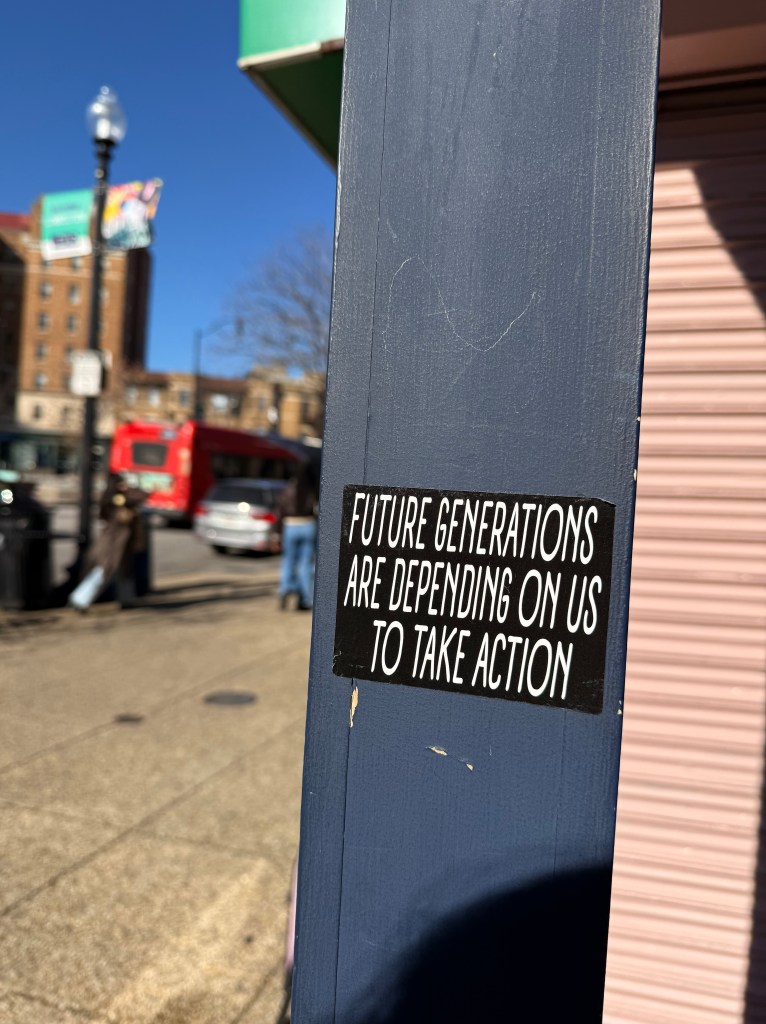 FUTURE GENERATIONS
ARE DEPENDING ON US
TO TAKE ACTION